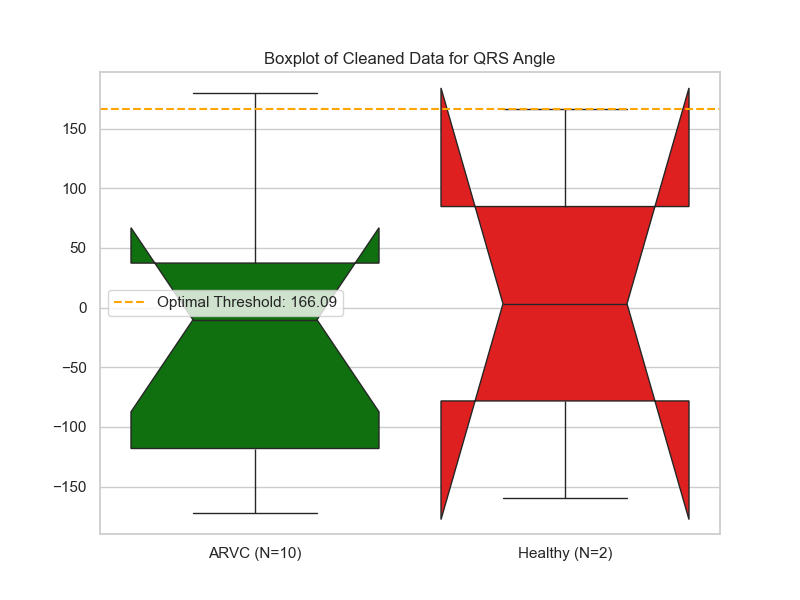 Boxplot of Cleaned Data for QRS Angle
150
100
50
0
−50
−100
−150
Optimal Threshold: 166.09
ARVC (N=10)
Healthy (N=2)